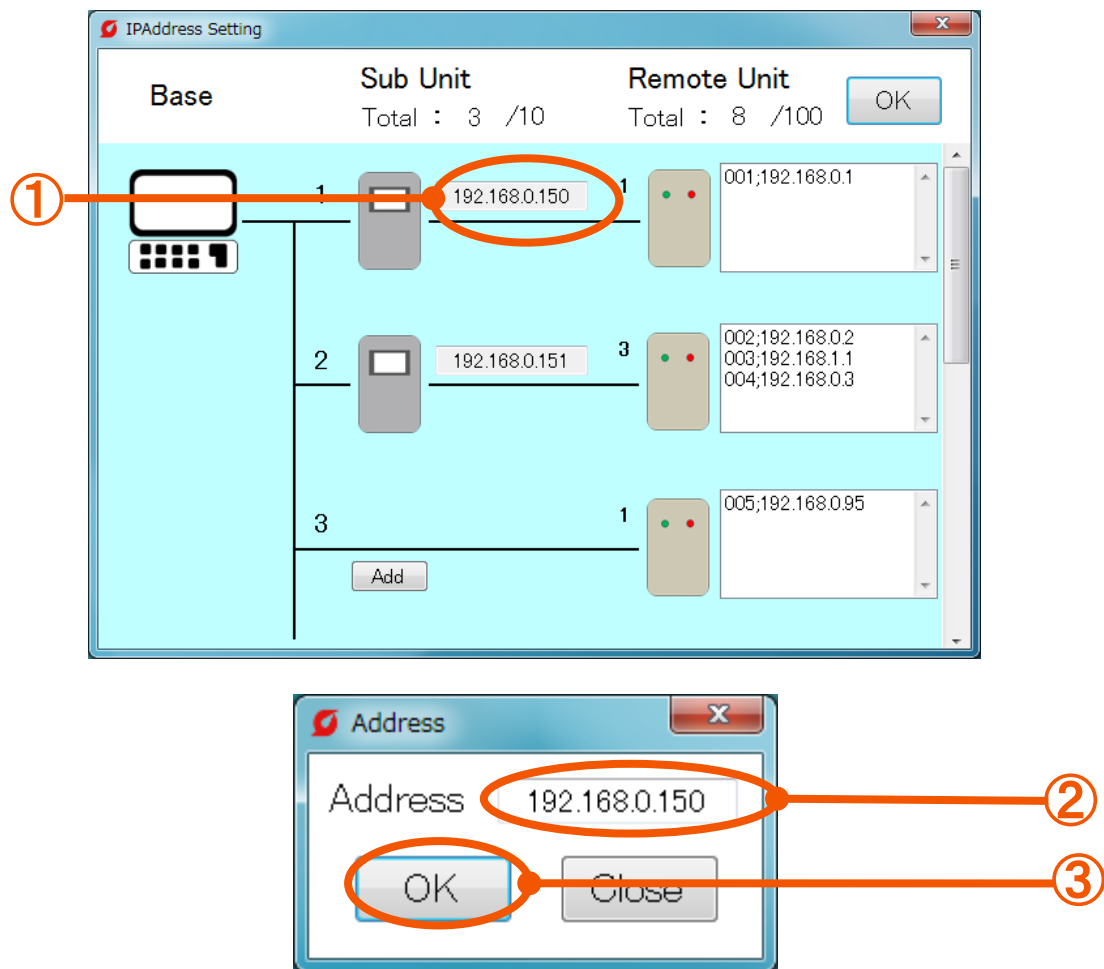 IPAddress Setting
Base
Sub Unit
Total : 3 /10
Remote Unit
Total : 8 /100
OK
①
1
192.168.0.150
1
001;192.168.0.1
2
192.168.0.151
3
002;192.168.0.2
003;192.168.1.1
004;192.168.0.3
3
Add
1
005;192.168.0.95
Address
Address
192.168.0.150
②
OK
Close
③